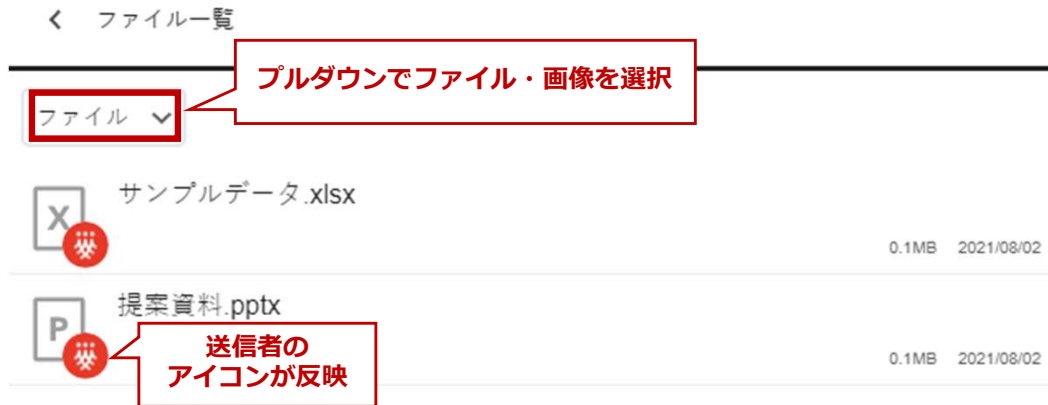 ファイル一覧
プルダウンでファイル・画像を選択
ファイル
サンプルデータ.xlsx
X
0.1MB 2021/08/02
提案資料.pptx
P
送信者の
アイコンが反映
0.1MB 2021/08/02